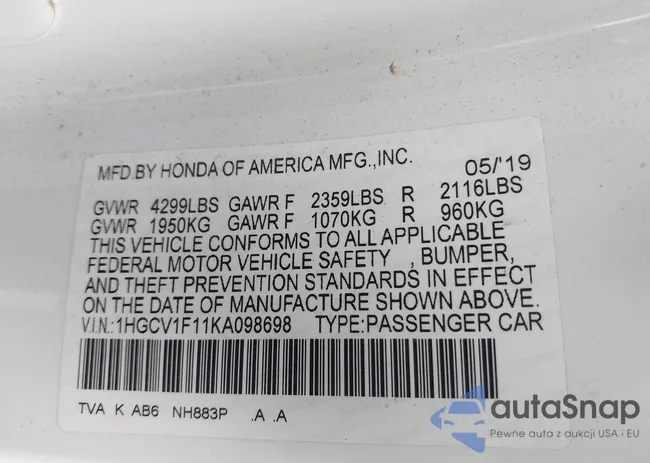 MFD.BY HONDA OF AMERICA MFG.,INC. 05/'19
GVWR 4299LBS GAWR F 2359LBS R 2116LBS
GVWR 1950KG GAWR F 1070KG R 960KG
THIS VEHICLE CONFORMS TO ALL APPLICABLE
FEDERAL MOTOR VEHICLE SAFETY , BUMPER,
AND THEFT PREVENTION STANDARDS IN EFFECT
ON THE DATE OF MANUFACTURE SHOWN ABOVE.
V.I.N.:1HGCV1F11KA098698 TYPE:PASSENGER CAR
TVA K AB6 NH883P .A .A
autaSnap
Pewne auta z aukcji USA i EU